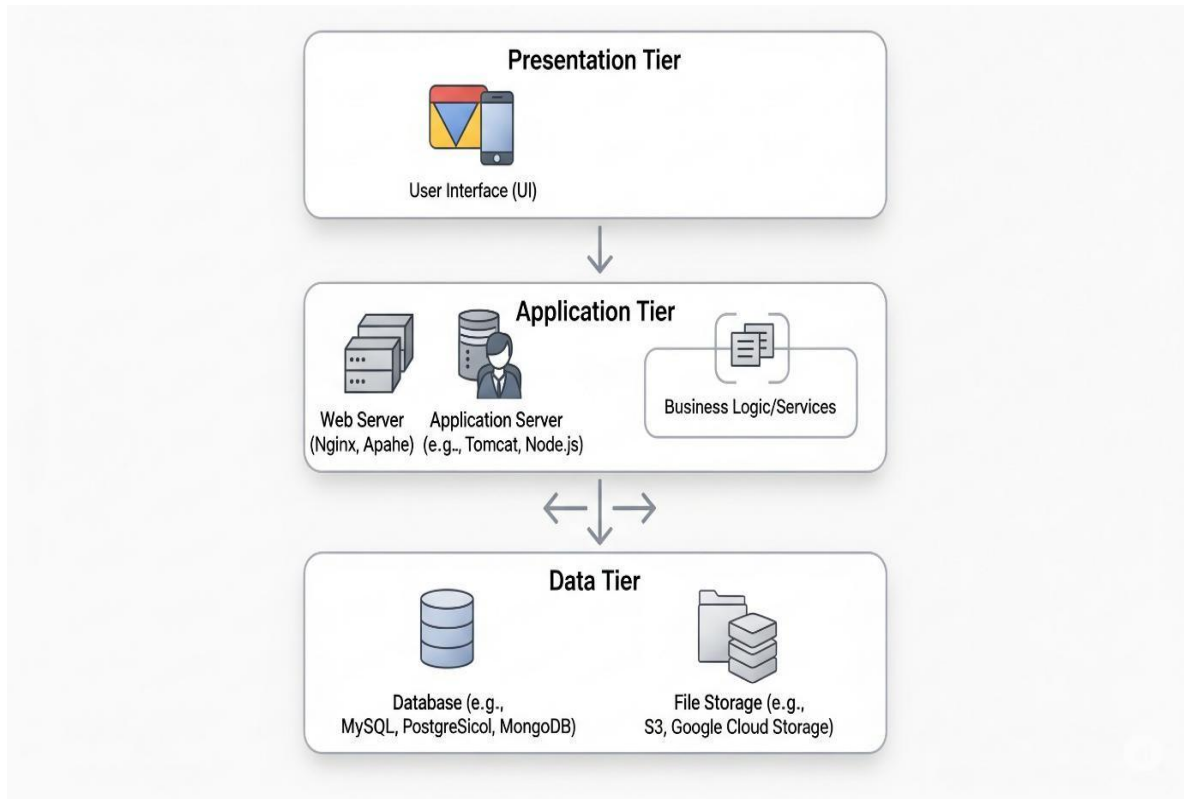 Presentation Tier
User Interface (UI)
Application Tier
Web Server
(Nginx, Apahe)
Application Server
(e.g.., Tomcat, Node.js)
Business Logic/Services
Data Tier
Database (e.g.,
MySQL, PostgreSicol, MongoDB)
File Storage (e.g.,
S3, Google Cloud Storage)